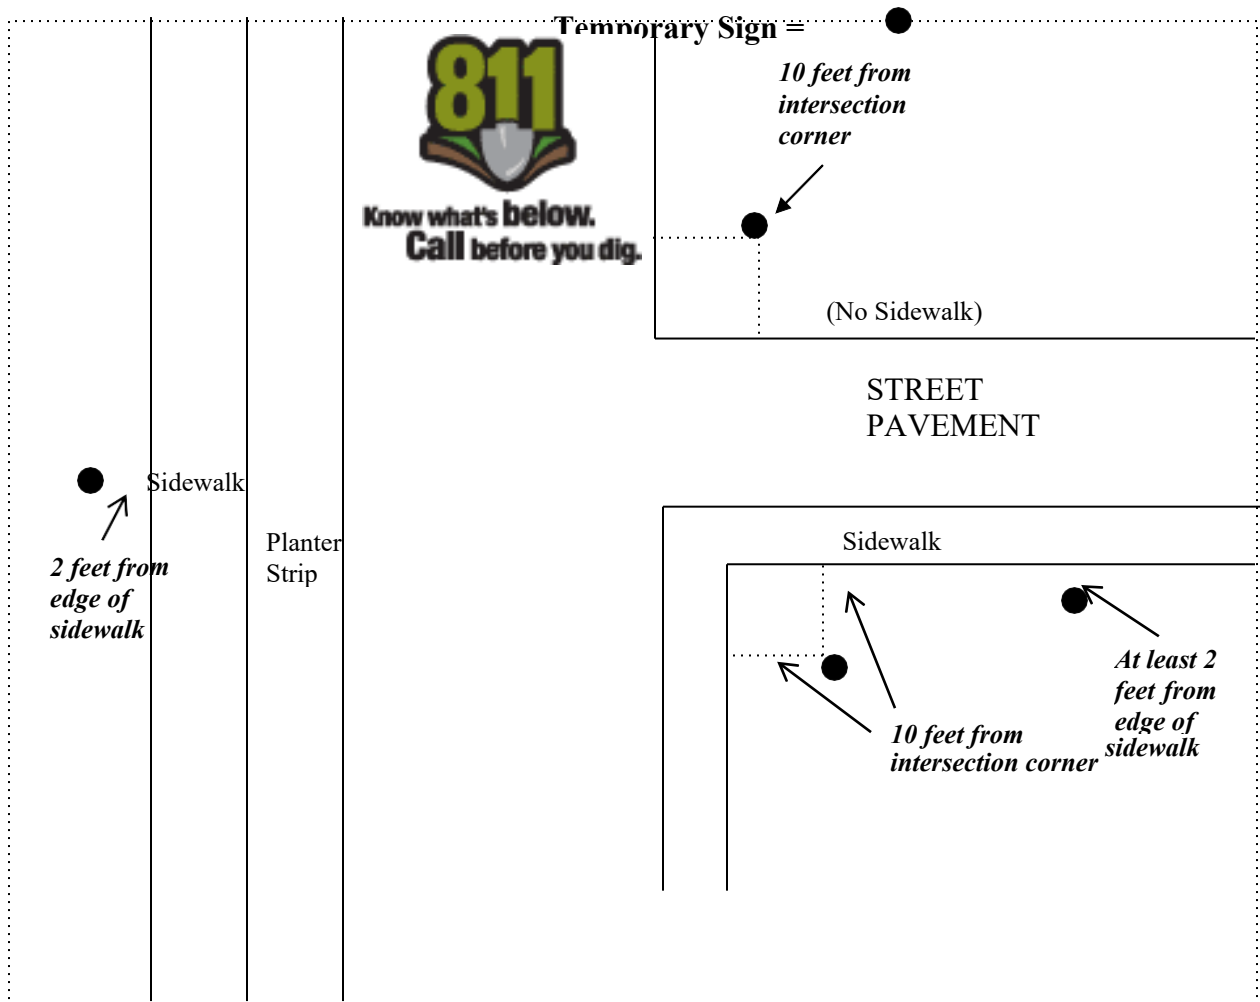 Temporary Sign =
811
Know what's below.
Call before you dig.
10 feet from
intersection
corner
(No Sidewalk)
STREET
PAVEMENT
Sidewalk
Planter
Strip
2 feet from
edge of
sidewalk
Sidewalk
At least 2
feet from
edge of
sidewalk
10 feet from
intersection corner